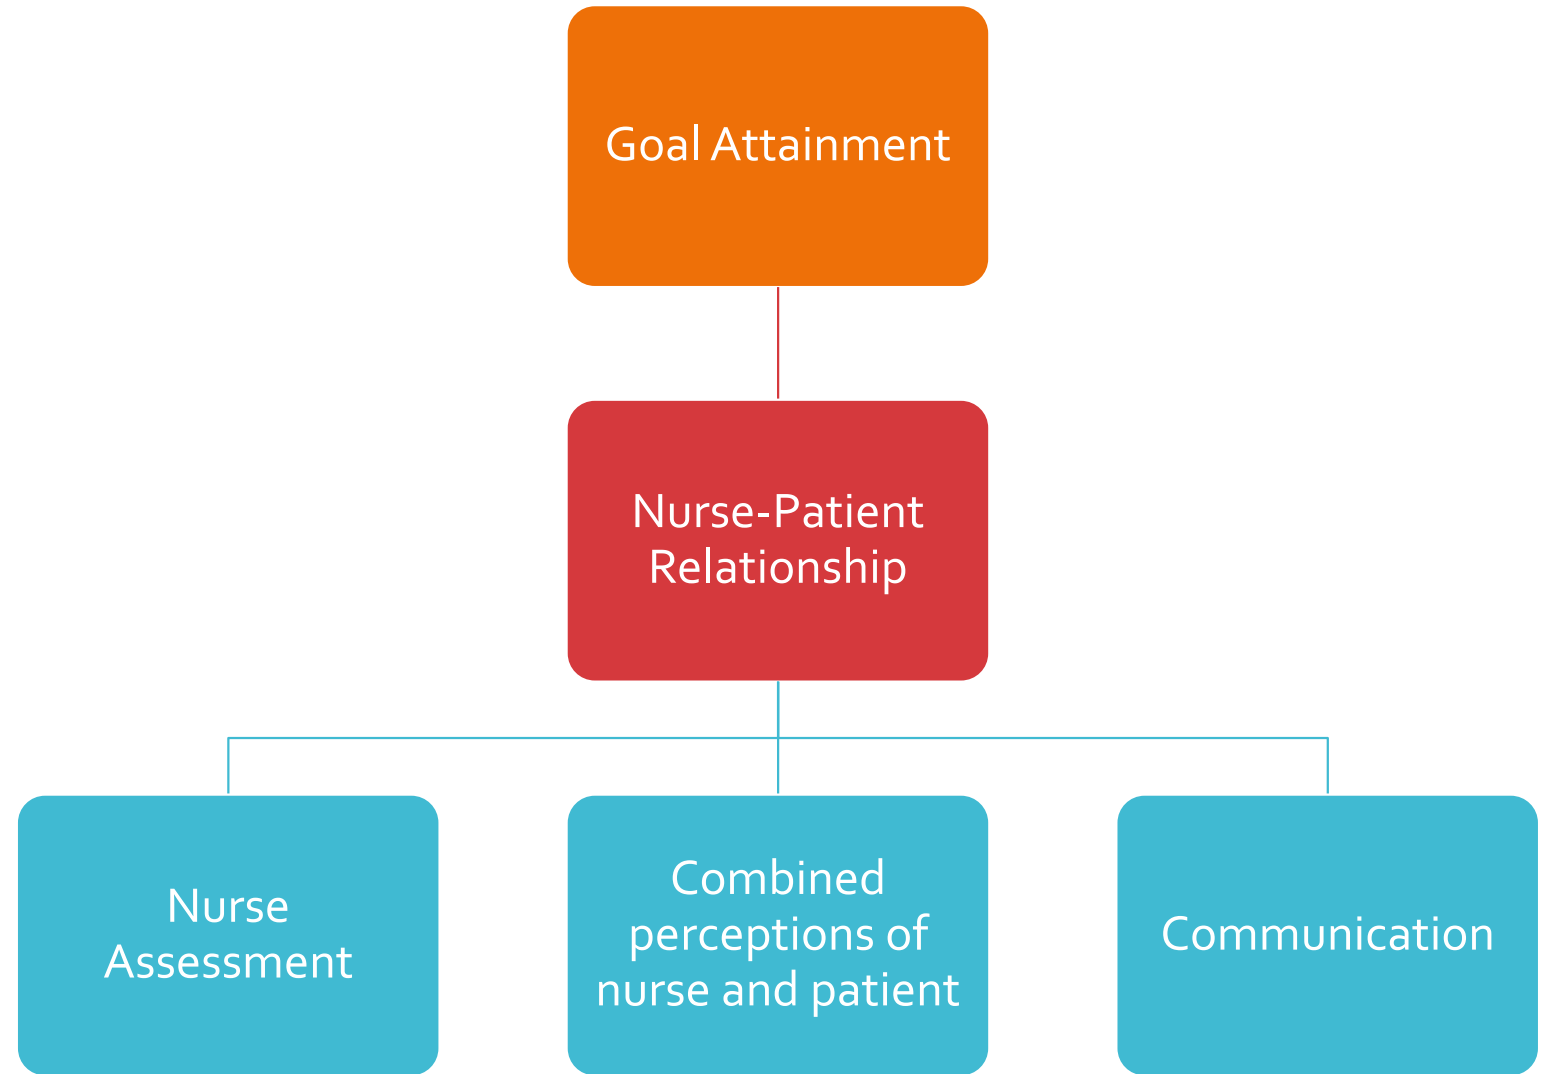 Goal Attainment
Nurse-Patient
Relationship
Nurse
Assessment
Combined
perceptions of
nurse and patient
Communication